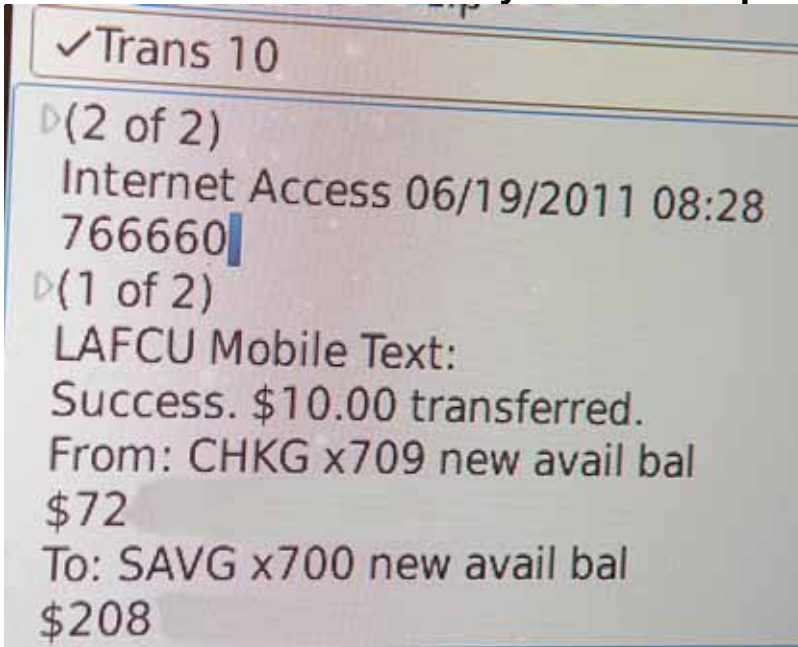 ✓Trans 10
(2 of 2)
Internet Access 06/19/2011 08:28
766660
(1 of 2)
LAFCU Mobile Text:
Success. $10.00 transferred.
From: CHKG x709 new avail bal
$72
To: SAVG x700 new avail bal
$208